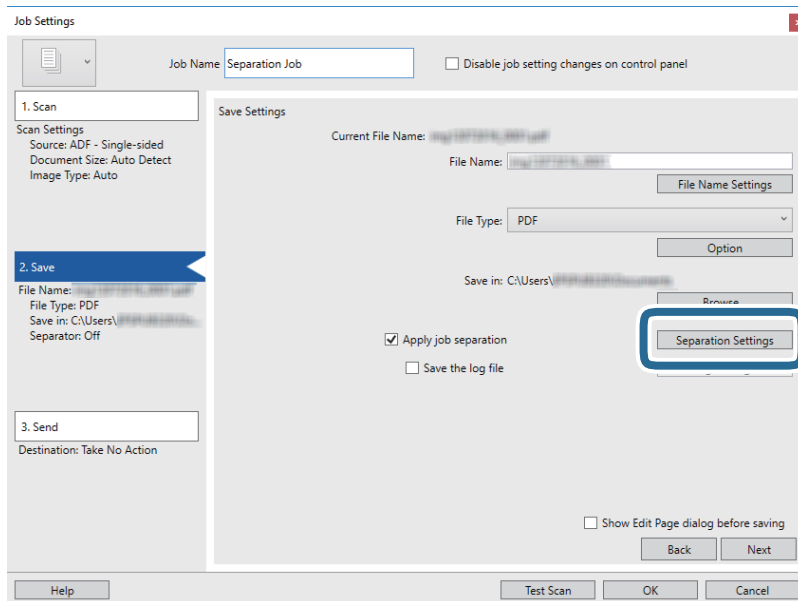 Job Settings
Job Name Separation Job
Disable job setting changes on control panel
1. Scan
Scan Settings
Source: ADF - Single-sided
Document Size: Auto Detect
Image Type: Auto
2. Save
File Name:
File Type: PDF
Save in: C:\Users\
Separator: Off
3. Send
Destination: Take No Action
Save Settings
Current File Name:
File Name:
File Name Settings
File Type: PDF
Option
Save in: C:\Users\
Browse
Apply job separation
Separation Settings
Save the log file
Show Edit Page dialog before saving
Back
Next
Help
Test Scan
OK
Cancel